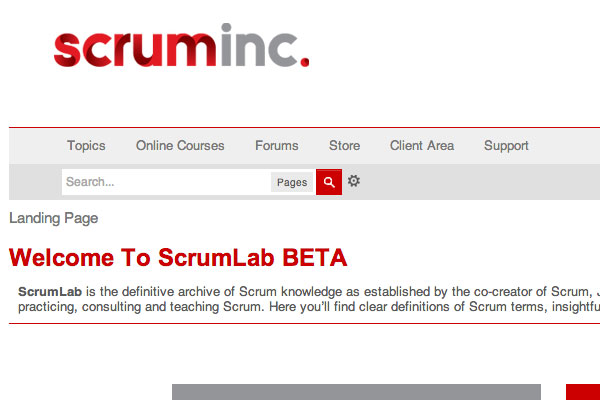 scruminc.
Topics Online Courses Forums Store Client Area Support
Search... Pages
Landing Page
Welcome To ScrumLab BETA
ScrumLab is the definitive archive of Scrum knowledge as established by the co-creator of Scrum, J
practicing, consulting and teaching Scrum. Here you'll find clear definitions of Scrum terms, insightfu